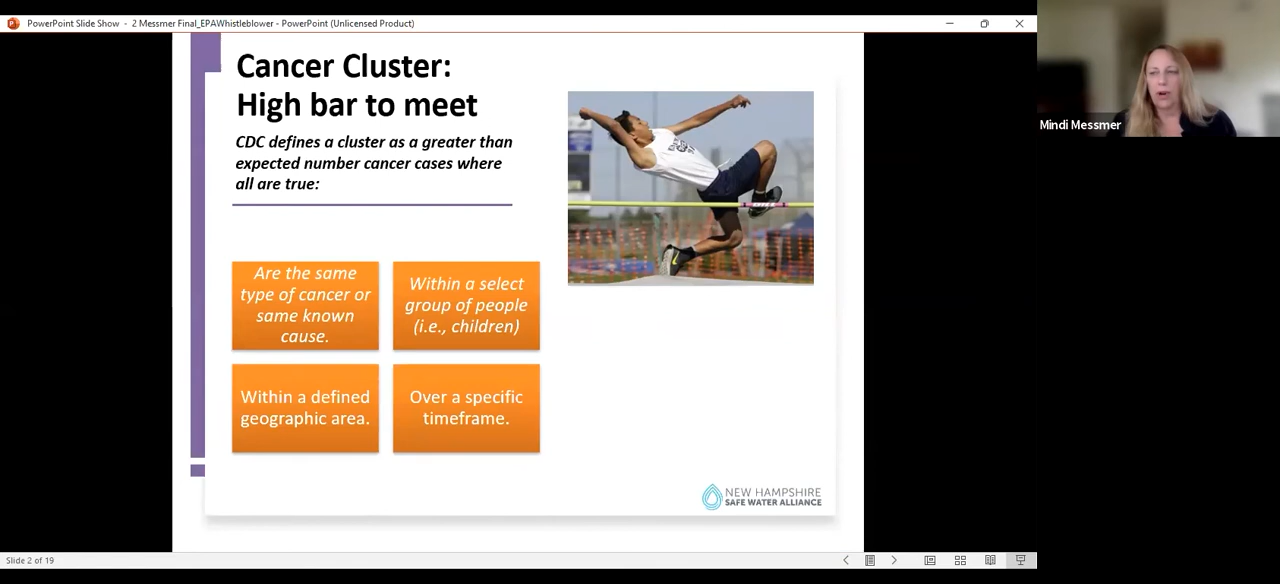 PowerPoint Slide Show - 2 Messmer Final_EPAWhistleblower - PowerPoint (Unlicensed Product)
Cancer Cluster:
High bar to meet
CDC defines a cluster as a greater than
expected number cancer cases where
all are true:
Are the same
type of cancer or
same known
cause.
Within a select
group of people
(i.e., children)
Within a defined
geographic area.
Over a specific
timeframe.
NEW HAMPSHIRE
SAFE WATER ALLIANCE
Mindi Messmer
Slide 2 of 19